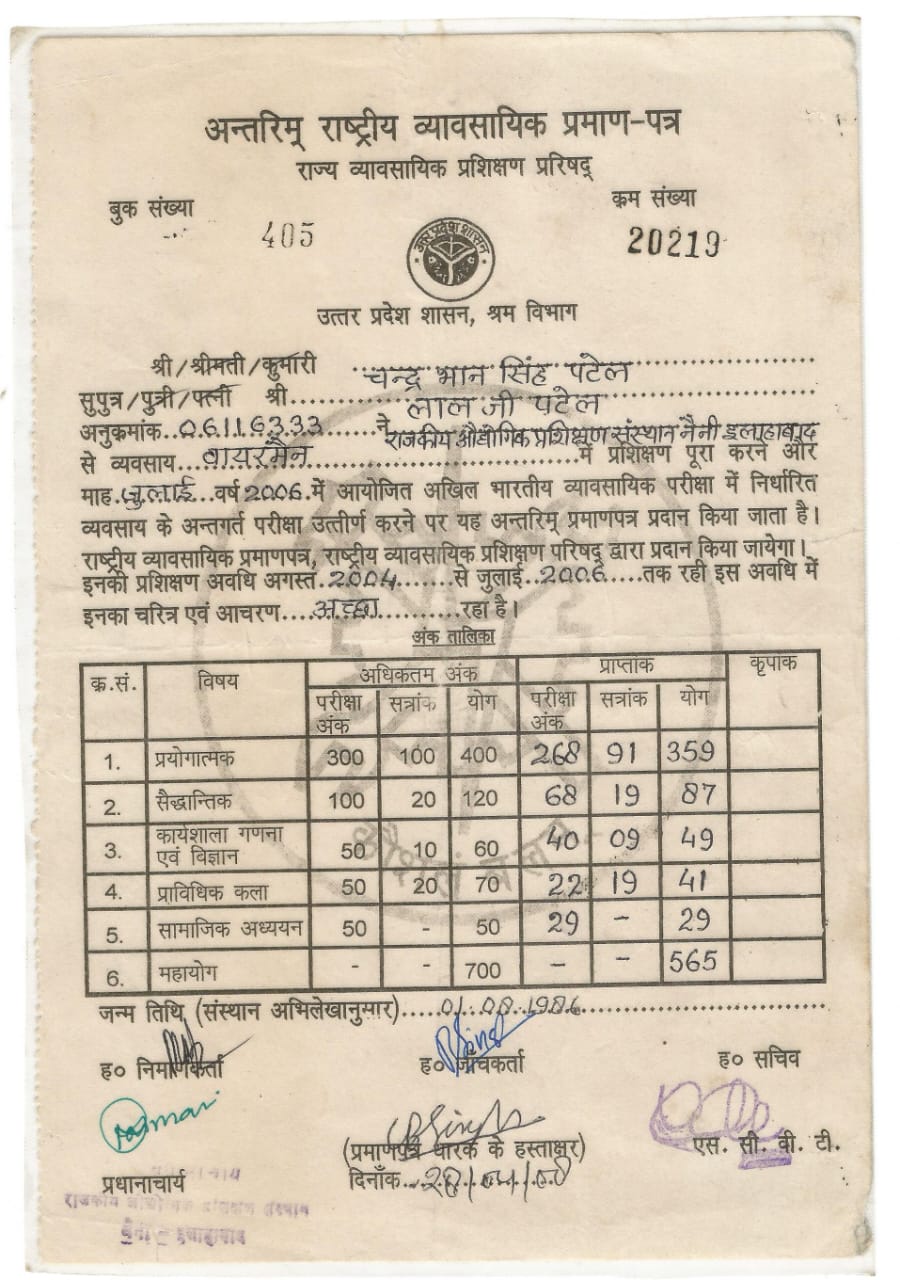 अन्तरिम् राष्ट्रीय व्यावसायिक प्रमाण-पत्र
राज्य व्यावसायिक प्रशिक्षण प्ररिषद्
बुक संख्या क्रम संख्या
405 20219
उत्तर प्रदेश शासन
उत्तर प्रदेश शासन, श्रम विभाग
श्री/श्रीमती/कुमारी चन्द्र भान सिंह पटेल
सुपुत्र/पुत्री/पत्नी श्री लाल जी पटेल
अनुक्रमांक 06116333 ने राजकीय औद्योगिक प्रशिक्षण संस्थान नैनी इलाहाबाद
से व्यवसाय वायरमैन में प्रशिक्षण पूरा करने और
माह जुलाई वर्ष 2006 में आयोजित अखिल भारतीय व्यावसायिक परीक्षा में निर्धारित
व्यवसाय के अन्तगर्त परीक्षा उत्तीर्ण करने पर यह अन्तरिम् प्रमाणपत्र प्रदान किया जाता है।
राष्ट्रीय व्यावसायिक प्रमाणपत्र, राष्ट्रीय व्यावसायिक प्रशिक्षण परिषद् द्वारा प्रदान किया जायेगा।
इनकी प्रशिक्षण अवधि अगस्त 2004 से जुलाई 2006 तक रही इस अवधि में
इनका चरित्र एवं आचरण अच्छा रहा है।
अंक तालिका
क्र.सं. विषय अधिकतम अंक प्राप्तांक कृपांक
परीक्षा अंक सत्रांक योग परीक्षा अंक सत्रांक योग
1. प्रयोगात्मक 300 100 400 268 91 359
2. सैद्धान्तिक 100 20 120 68 19 87
3. कार्यशाला गणना एवं विज्ञान 50 10 60 40 09 49
4. प्राविधिक कला 50 20 70 22 19 41
5. सामाजिक अध्ययन 50 - 50 29 - 29
6. महायोग - - 700 - - 565
जन्म तिथि (संस्थान अभिलेखानुसार) 01.08.1986
ह० निर्माणकर्ता ह० जाँचकर्ता ह० सचिव
(प्रमाणपत्र धारक के हस्ताक्षर) एस. सी. वी. टी.
प्रधानाचार्य दिनाँक
राजकीय औद्योगिक प्रशिक्षण संस्थान
नैनी - इलाहाबाद